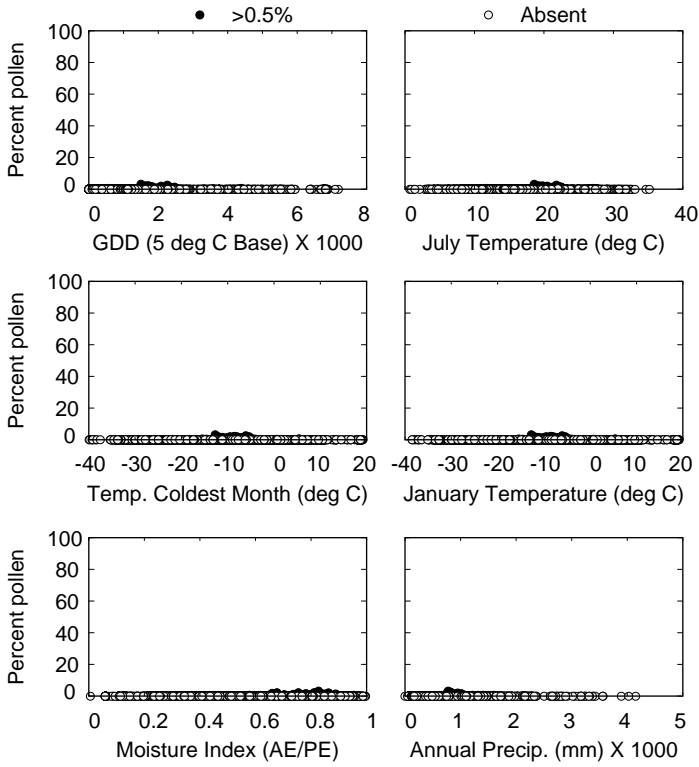 >0.5% Absent
100
80
60
40
20
0
Percent pollen
0 2 4 6 8
GDD (5 deg C Base) X 1000
0 10 20 30 40
July Temperature (deg C)
100
80
60
40
20
0
Percent pollen
-40 -30 -20 -10 0 10 20
Temp. Coldest Month (deg C)
-40 -30 -20 -10 0 10 20
January Temperature (deg C)
100
80
60
40
20
0
Percent pollen
0 0.2 0.4 0.6 0.8 1
Moisture Index (AE/PE)
0 1 2 3 4 5
Annual Precip. (mm) X 1000